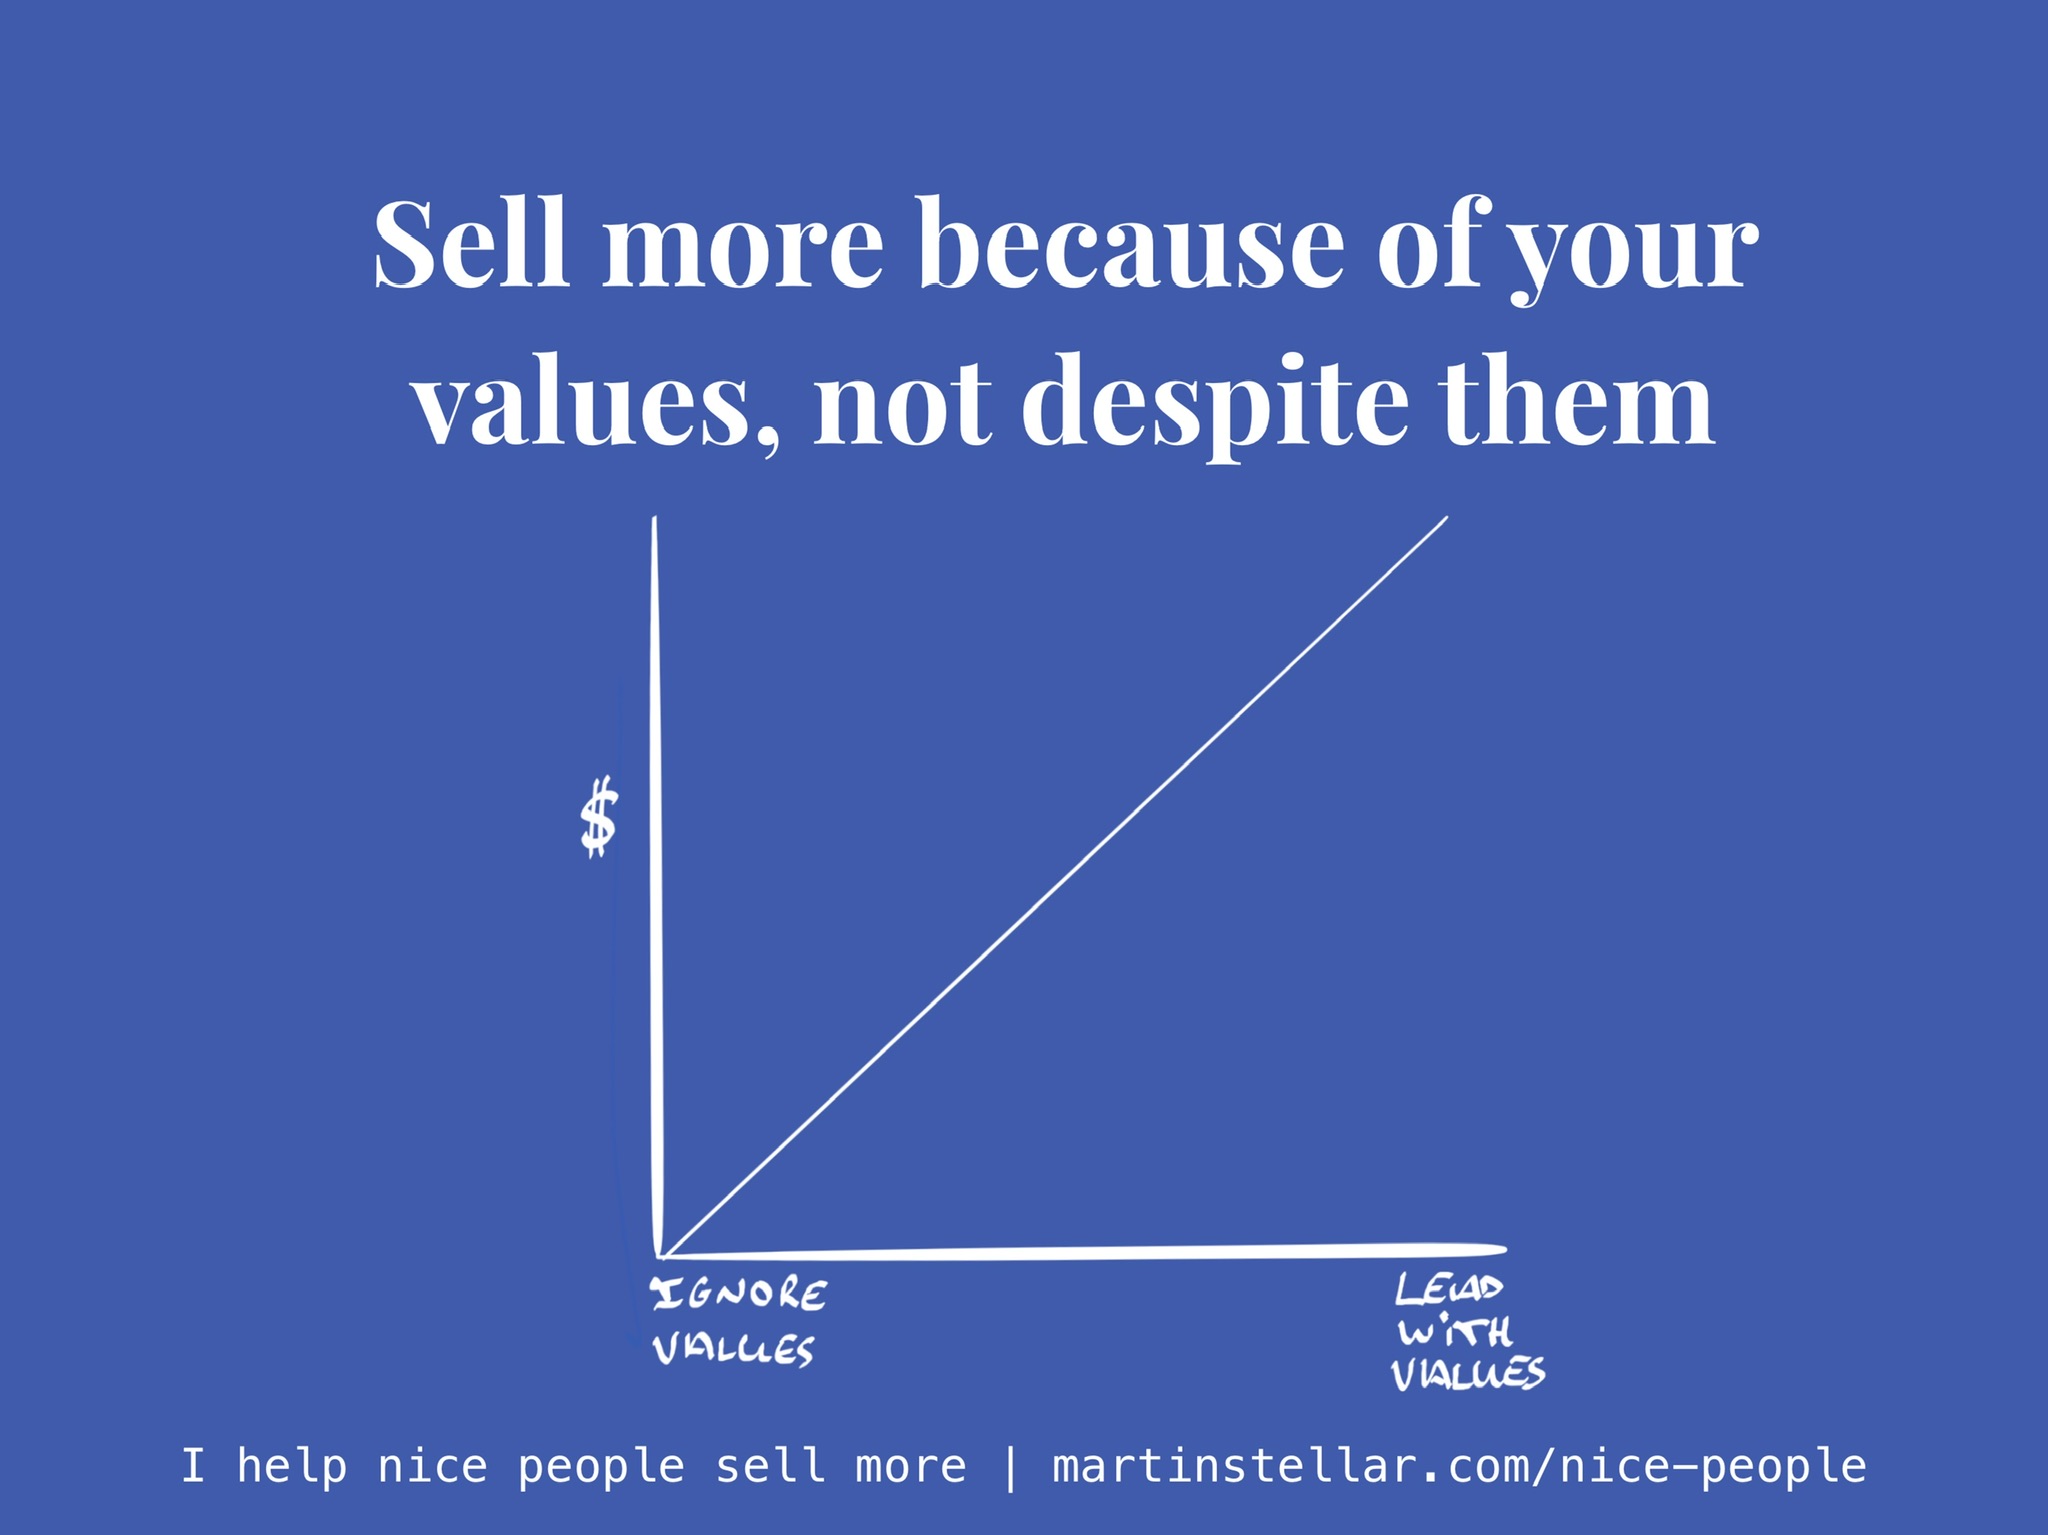 Sell more because of your
values, not despite them
$
IGNORE
VALUES
LEAD
WiTH
VALUES
I help nice people sell more | martinstellar.com/nice-people